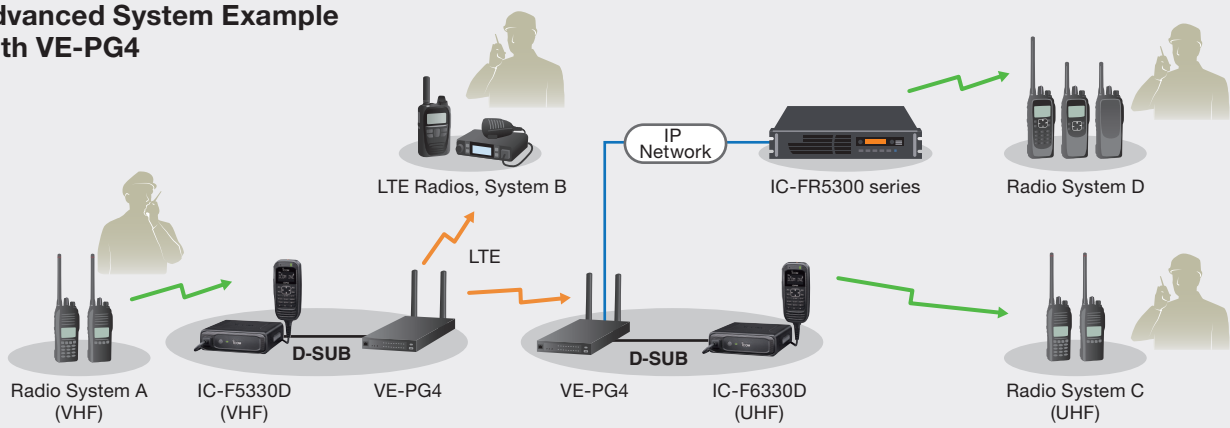 dvanced System Example
th VE-PG4
IP
Network
LTE Radios, System B
IC-FR5300 series
Radio System D
LTE
D-SUB
D-SUB
Radio System A
(VHF)
IC-F5330D
(VHF)
VE-PG4
VE-PG4
IC-F6330D
(UHF)
Radio System C
(UHF)